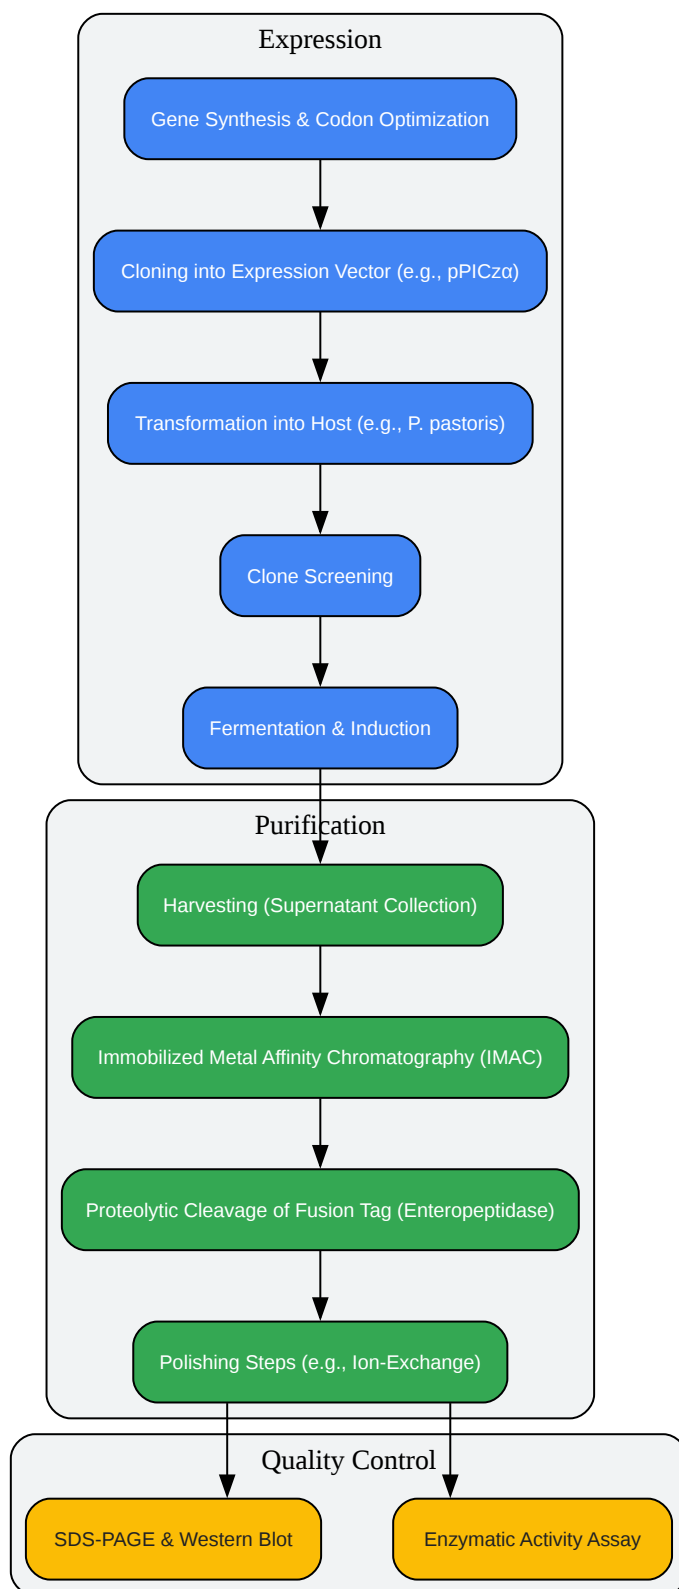 Expression
Gene Synthesis & Codon Optimization
Cloning into Expression Vector (e.g., pPICzα)
Transformation into Host (e.g., P. pastoris)
Clone Screening
Fermentation & Induction
Purification
Harvesting (Supernatant Collection)
Immobilized Metal Affinity Chromatography (IMAC)
Proteolytic Cleavage of Fusion Tag (Enteropeptidase)
Polishing Steps (e.g., Ion-Exchange)
Quality Control
SDS-PAGE & Western Blot
Enzymatic Activity Assay